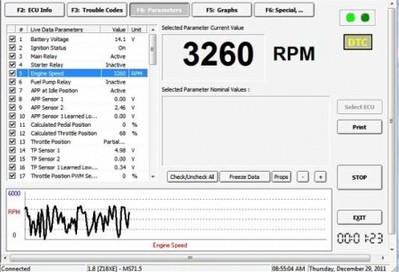 F2: ECU Info
F3: Trouble Codes
F4: Parameters
F5: Graphs
F6: Special, ...
# Live Data Parameters Value Unit
1 Battery Voltage 14.1 V
2 Ignition Status On
3 Main Relay Active
4 Starter Relay Inactive
5 Engine Speed 3260 RPM
6 Fuel Pump Relay Inactive
7 APP at Idle Position Active
8 APP Sensor 1 0.00 V
9 APP Sensor 2 2.46 V
10 APP Sensor 1 Learned Lo... 0.00 V
11 Calculated Pedal Position 0 %
12 Calculated Throttle Position 68 %
13 Throttle Position Partial...
14 TP Sensor 1 4.98 V
15 TP Sensor 2 0.00 V
16 TP Sensor 1 Learned Low... 0.34 V
17 Throttle Position PWM Se... 0 %
Selected Parameter Current Value
3260 RPM
Selected Parameter Nominal Values:
Check/Uncheck All
Freeze Data
Props
-
+
DTC
Select ECU
Print
STOP
EXIT
00:01:23
6000
RPM
0
Engine Speed
Connected
1.8 [Z18XE] - MS71.5
08:55:04 AM
Thursday, December 29, 2011